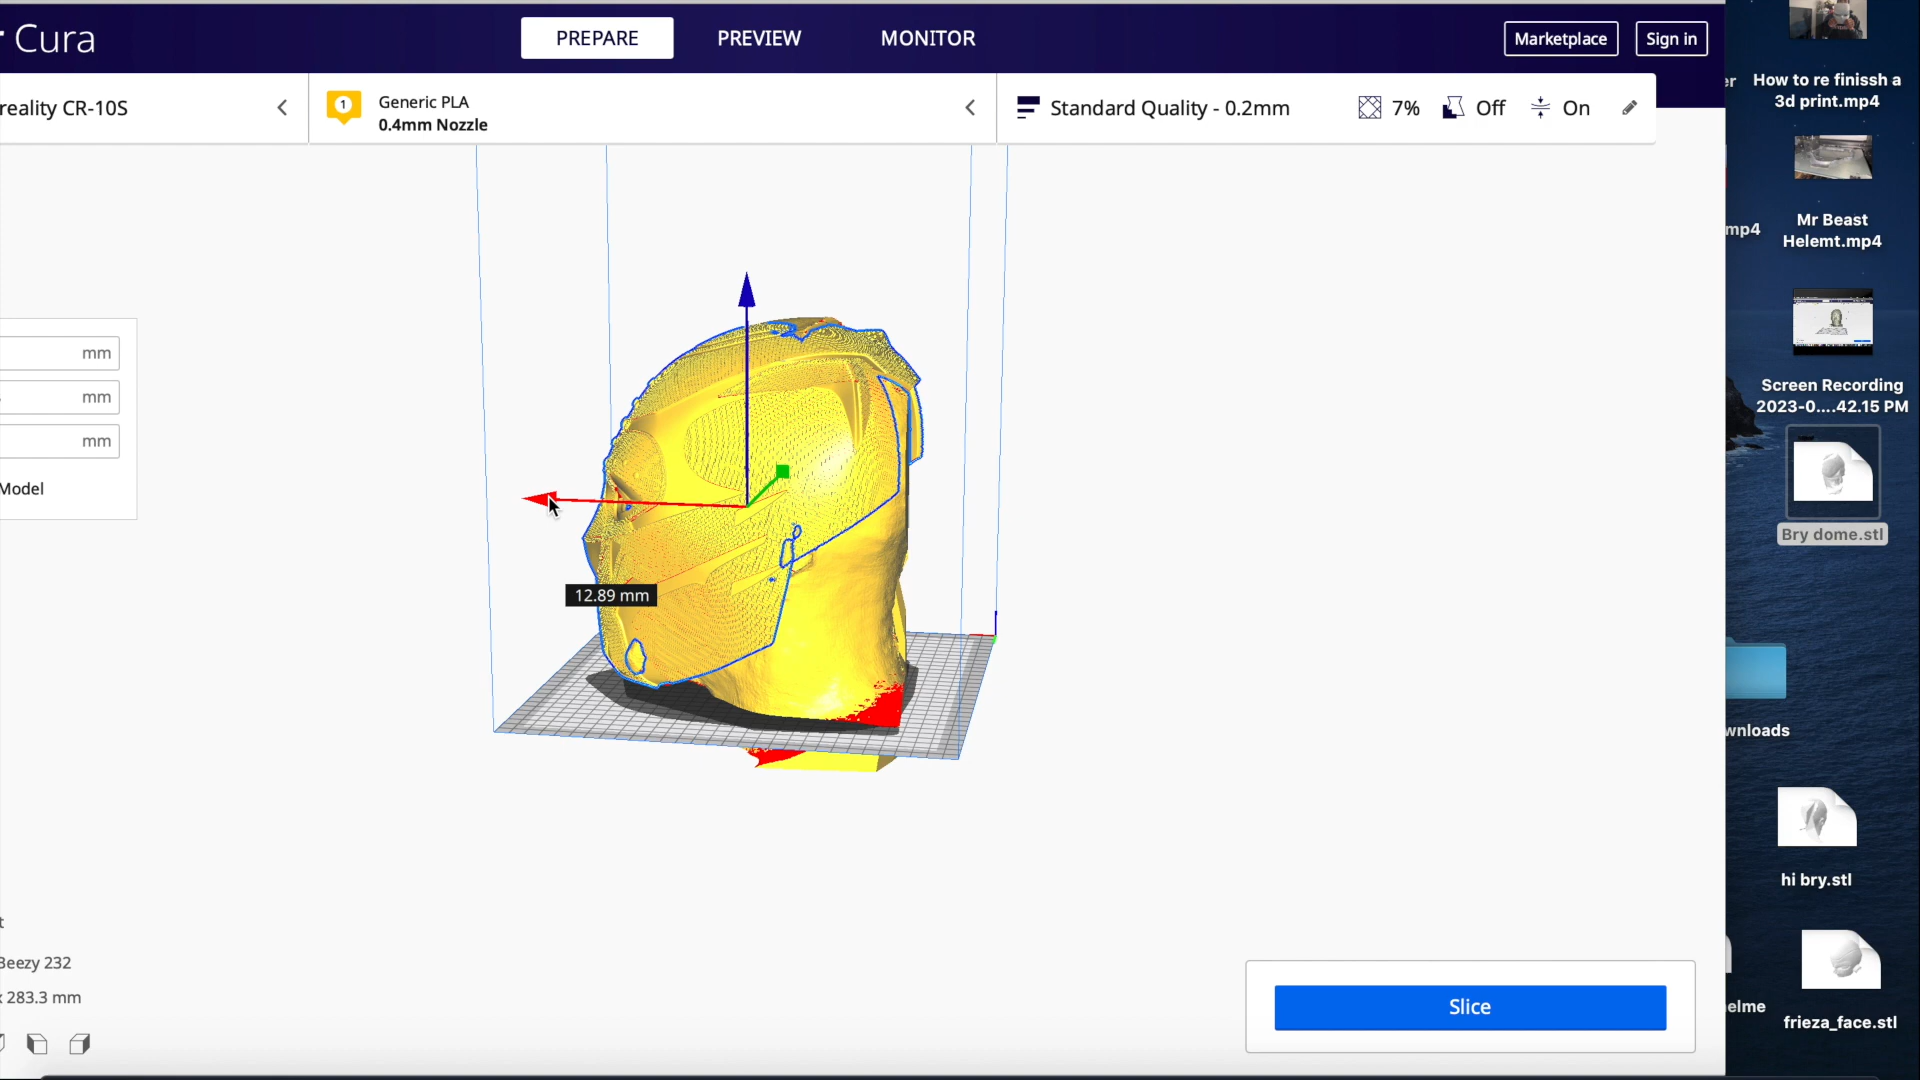 Cura
PREPARE
PREVIEW
MONITOR
Marketplace
Sign in
reality CR-10S
1
Generic PLA
0.4mm Nozzle
Standard Quality - 0.2mm
7%
Off
On
mm
mm
mm
Model
12.89 mm
Beezy 232
x 283.3 mm
Slice
er
How to re finissh a
3d print.mp4
mp4
Mr Beast
Helemt.mp4
Screen Recording
2023-0....42.15 PM
Bry dome.stl
wnloads
hi bry.stl
elme
frieza_face.stl